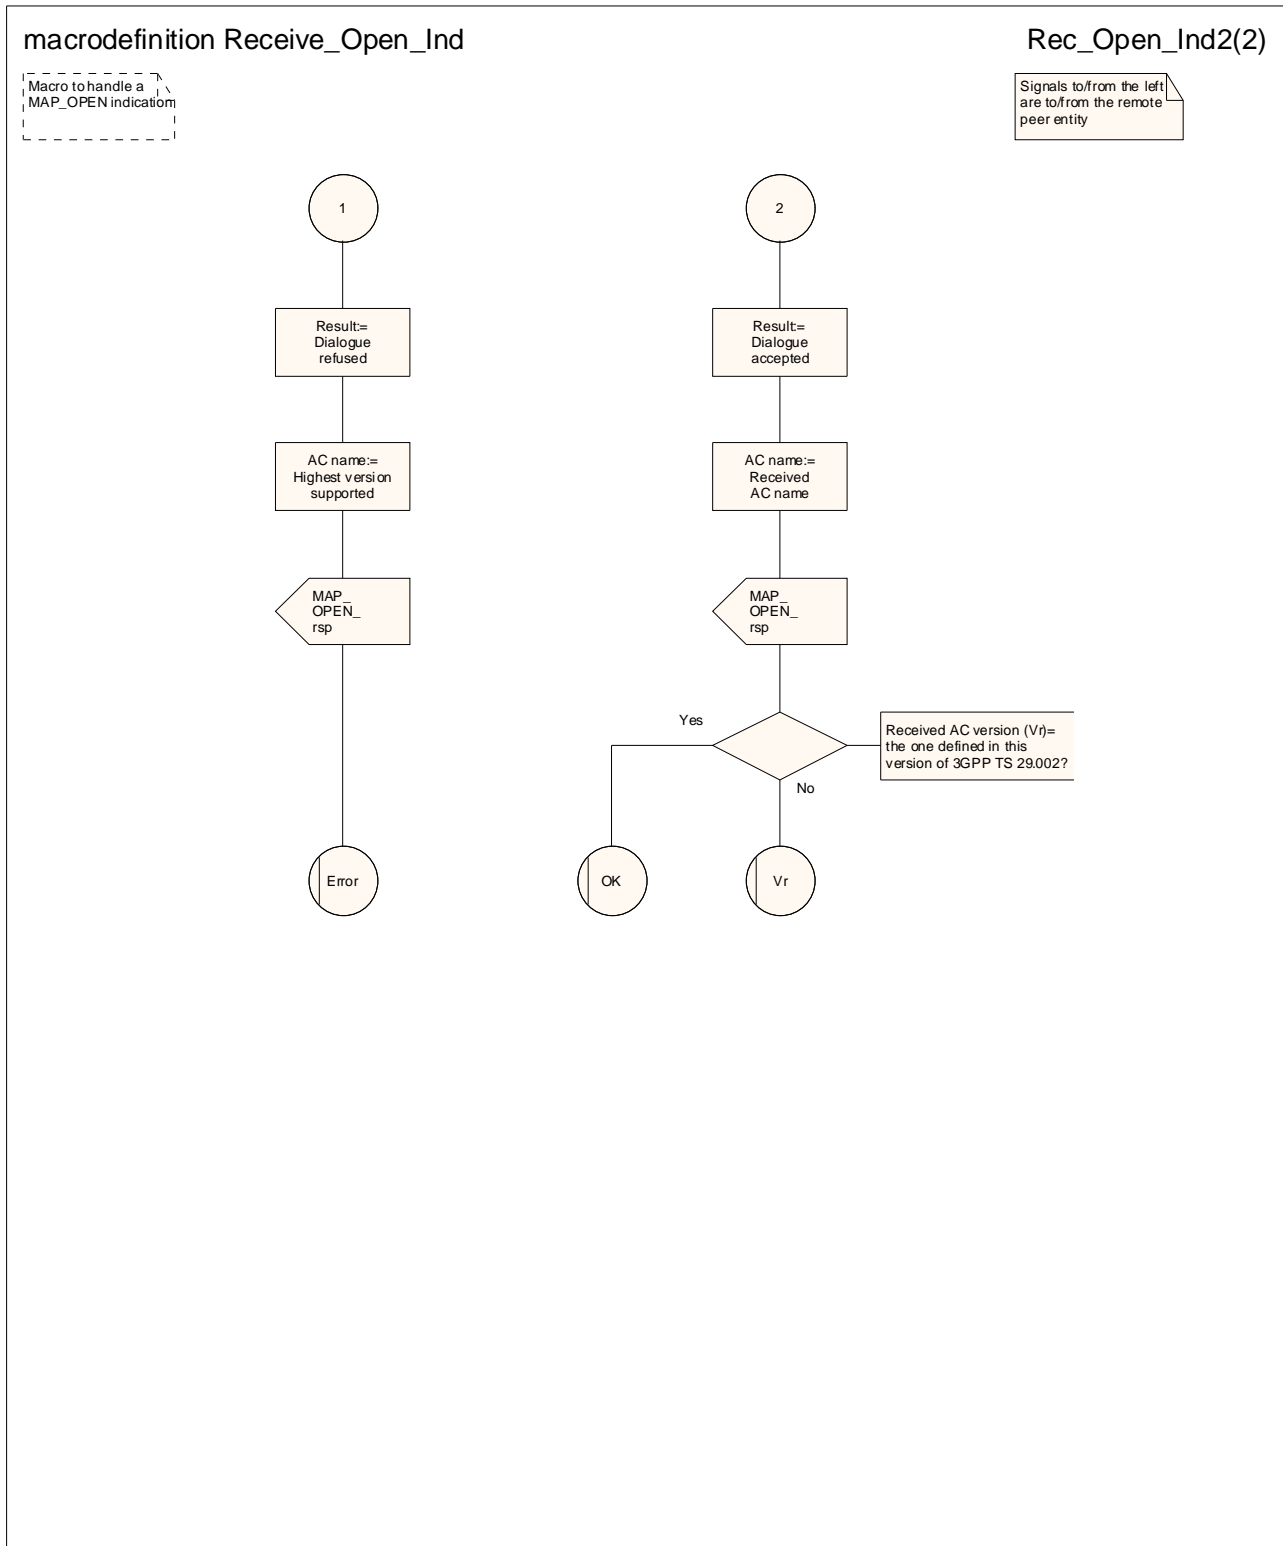 macrodefinition Receive_Open_Ind
Rec_Open_Ind2(2)
Macro to handle a
MAP_OPEN indication
Signals to/from the left
are to/from the remote
peer entity
1
2
Result:=
Dialogue
refused
Result:=
Dialogue
accepted
AC name:=
Highest version
supported
AC name:=
Received
AC name
MAP_
OPEN_
rsp
MAP_
OPEN_
rsp
Yes
Received AC version (Vr)=
the one defined in this
version of 3GPP TS 29.002?
No
Error
OK
Vr